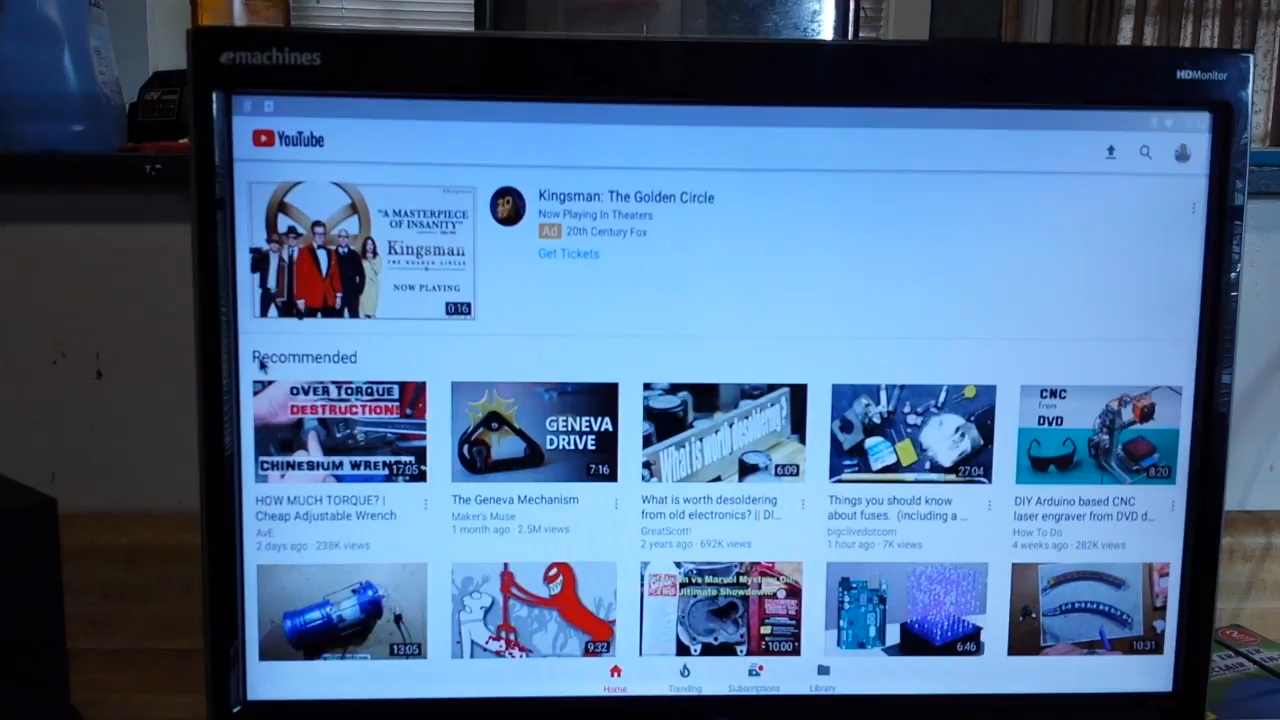 emachines
HDMonitor
YouTube
"A MASTERPIECE
OF INSANITY"
Kingsman
THE GOLDEN CIRCLE
NOW PLAYING
0:16
Kingsman: The Golden Circle
Now Playing In Theaters
Ad 20th Century Fox
Get Tickets
Recommended
OVER TORQUE
DESTRUCTION!
CHINESIUM WRENCH
17:05
GENEVA
DRIVE
7:16
What is worth desoldering?
6:09
27:04
CNC
from
DVD
8:20
HOW MUCH TORQUE? |
Cheap Adjustable Wrench
AvE
2 days ago · 238K views
The Geneva Mechanism
Maker's Muse
1 month ago · 2.5M views
What is worth desoldering
from old electronics? || DI...
GreatScott!
2 years ago · 692K views
Things you should know
about fuses. (including a ...
bigclivedotcom
1 hour ago · 7K views
DIY Arduino based CNC
laser engraver from DVD d...
How To Do
4 weeks ago · 282K views
13:05
9:32
vs Marvel Mystery Oil
Ultimate Showdown
10:00
6:46
10:31
Home
Trending
Subscriptions
Library